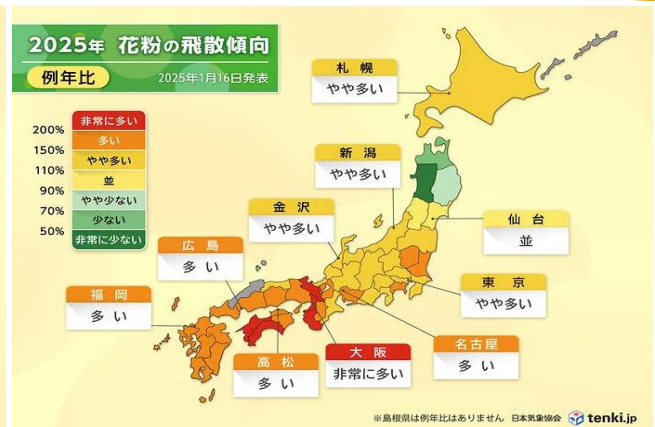 2025年 花粉の飛散傾向
例年比
2025年1月16日発表
200%
150%
110%
90%
70%
50%
非常に多い
多い
やや多い
並
やや少ない
少ない
非常に少ない
札幌
やや多い
新潟
やや多い
金沢
やや多い
仙台
並
広島
多い
東京
やや多い
福岡
多い
名古屋
多い
高松
多い
大阪
非常に多い
※島根県は例年比はありません 日本気象協会 tenki.jp